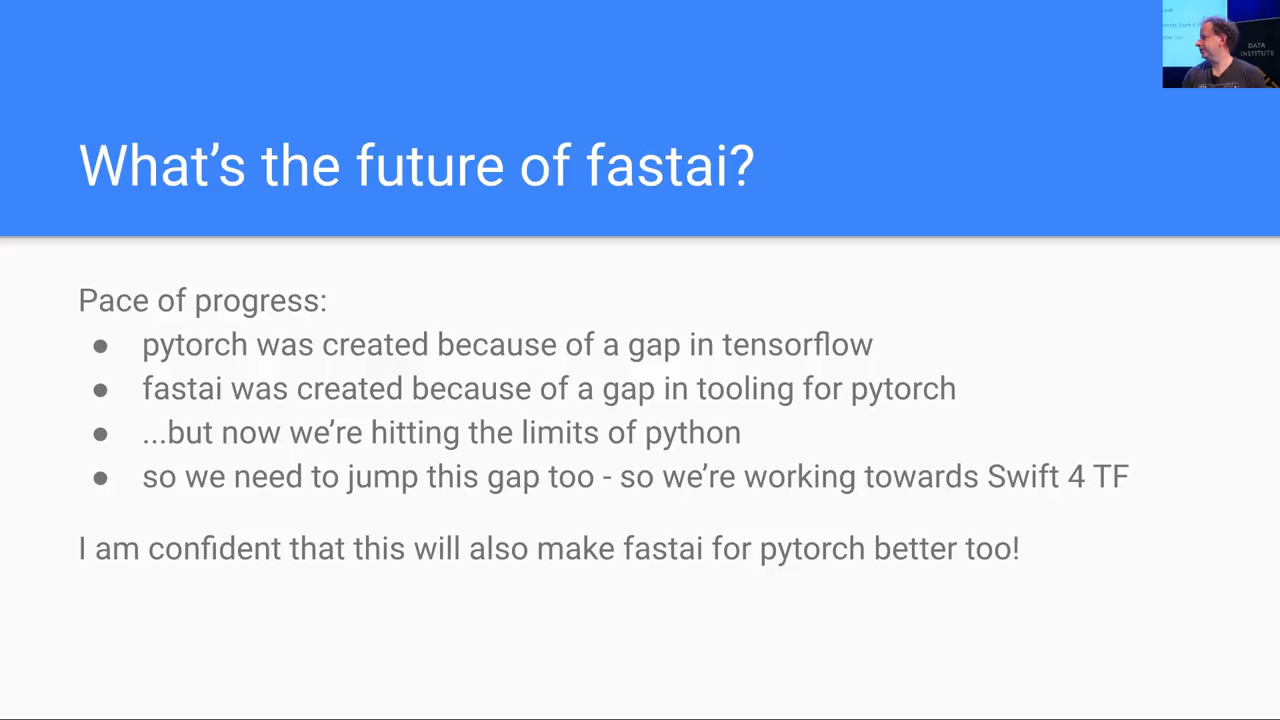 What’s the future of fastai?
DATA
INSTITUTE
Pace of progress:
● pytorch was created because of a gap in tensorflow
● fastai was created because of a gap in tooling for pytorch
● ...but now we’re hitting the limits of python
● so we need to jump this gap too - so we’re working towards Swift 4 TF
I am confident that this will also make fastai for pytorch better too!